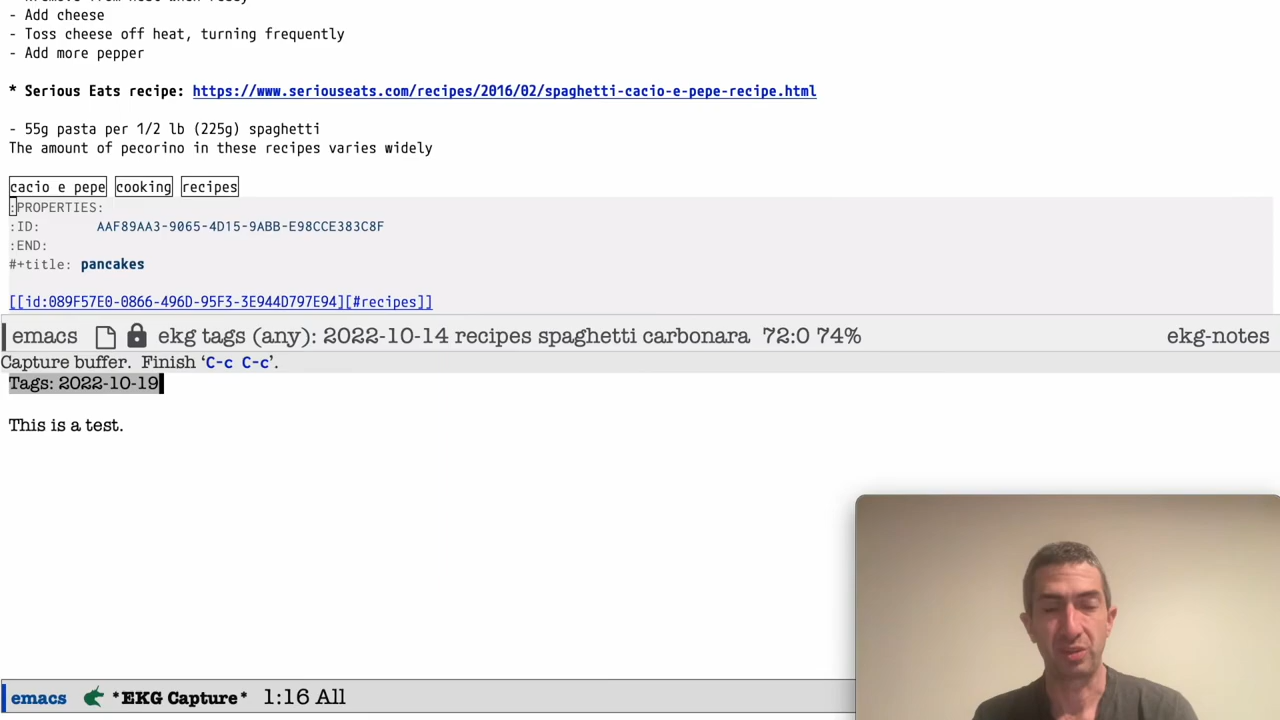 - Add cheese
- Toss cheese off heat, turning frequently
- Add more pepper
* Serious Eats recipe: https://www.seriouseats.com/recipes/2016/02/spaghetti-cacio-e-pepe-recipe.html
- 55g pasta per 1/2 lb (225g) spaghetti
The amount of pecorino in these recipes varies widely
cacio e pepe cooking recipes
:PROPERTIES:
:ID: AAF89AA3-9065-4D15-9ABB-E98CCE383C8F
:END:
#+title: pancakes
[[id:089F57E0-0866-496D-95F3-3E944D797E94][#recipes]]
emacs ekg tags (any): 2022-10-14 recipes spaghetti carbonara 72:0 74% ekg-notes
Capture buffer. Finish ‘C-c C-c’.
Tags: 2022-10-19
This is a test.
emacs *EKG Capture* 1:16 All